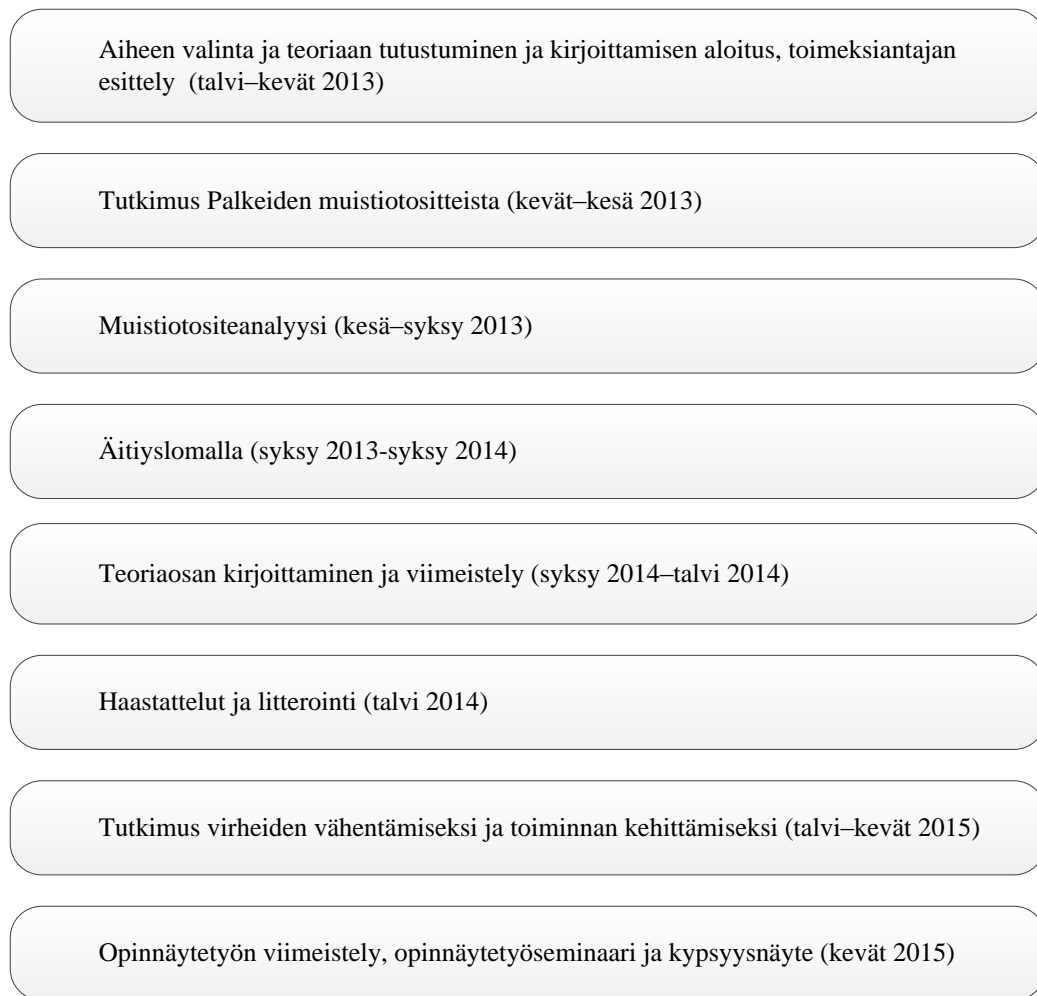 Aiheen valinta ja teoriaan tutustuminen ja kirjoittamisen aloitus, toimeksiantajan
esittely  (talvi–kevät 2013)
Tutkimus Palkeiden muistiotositteista (kevät–kesä 2013)
Muistiotositeanalyysi (kesä–syksy 2013)
Äitiyslomalla (syksy 2013-syksy 2014)
Teoriaosan kirjoittaminen ja viimeistely (syksy 2014–talvi 2014)
Haastattelut ja litterointi (talvi 2014)
Tutkimus virheiden vähentämiseksi ja toiminnan kehittämiseksi (talvi–kevät 2015)
Opinnäytetyön viimeistely, opinnäytetyöseminaari ja kypsyysnäyte (kevät 2015)